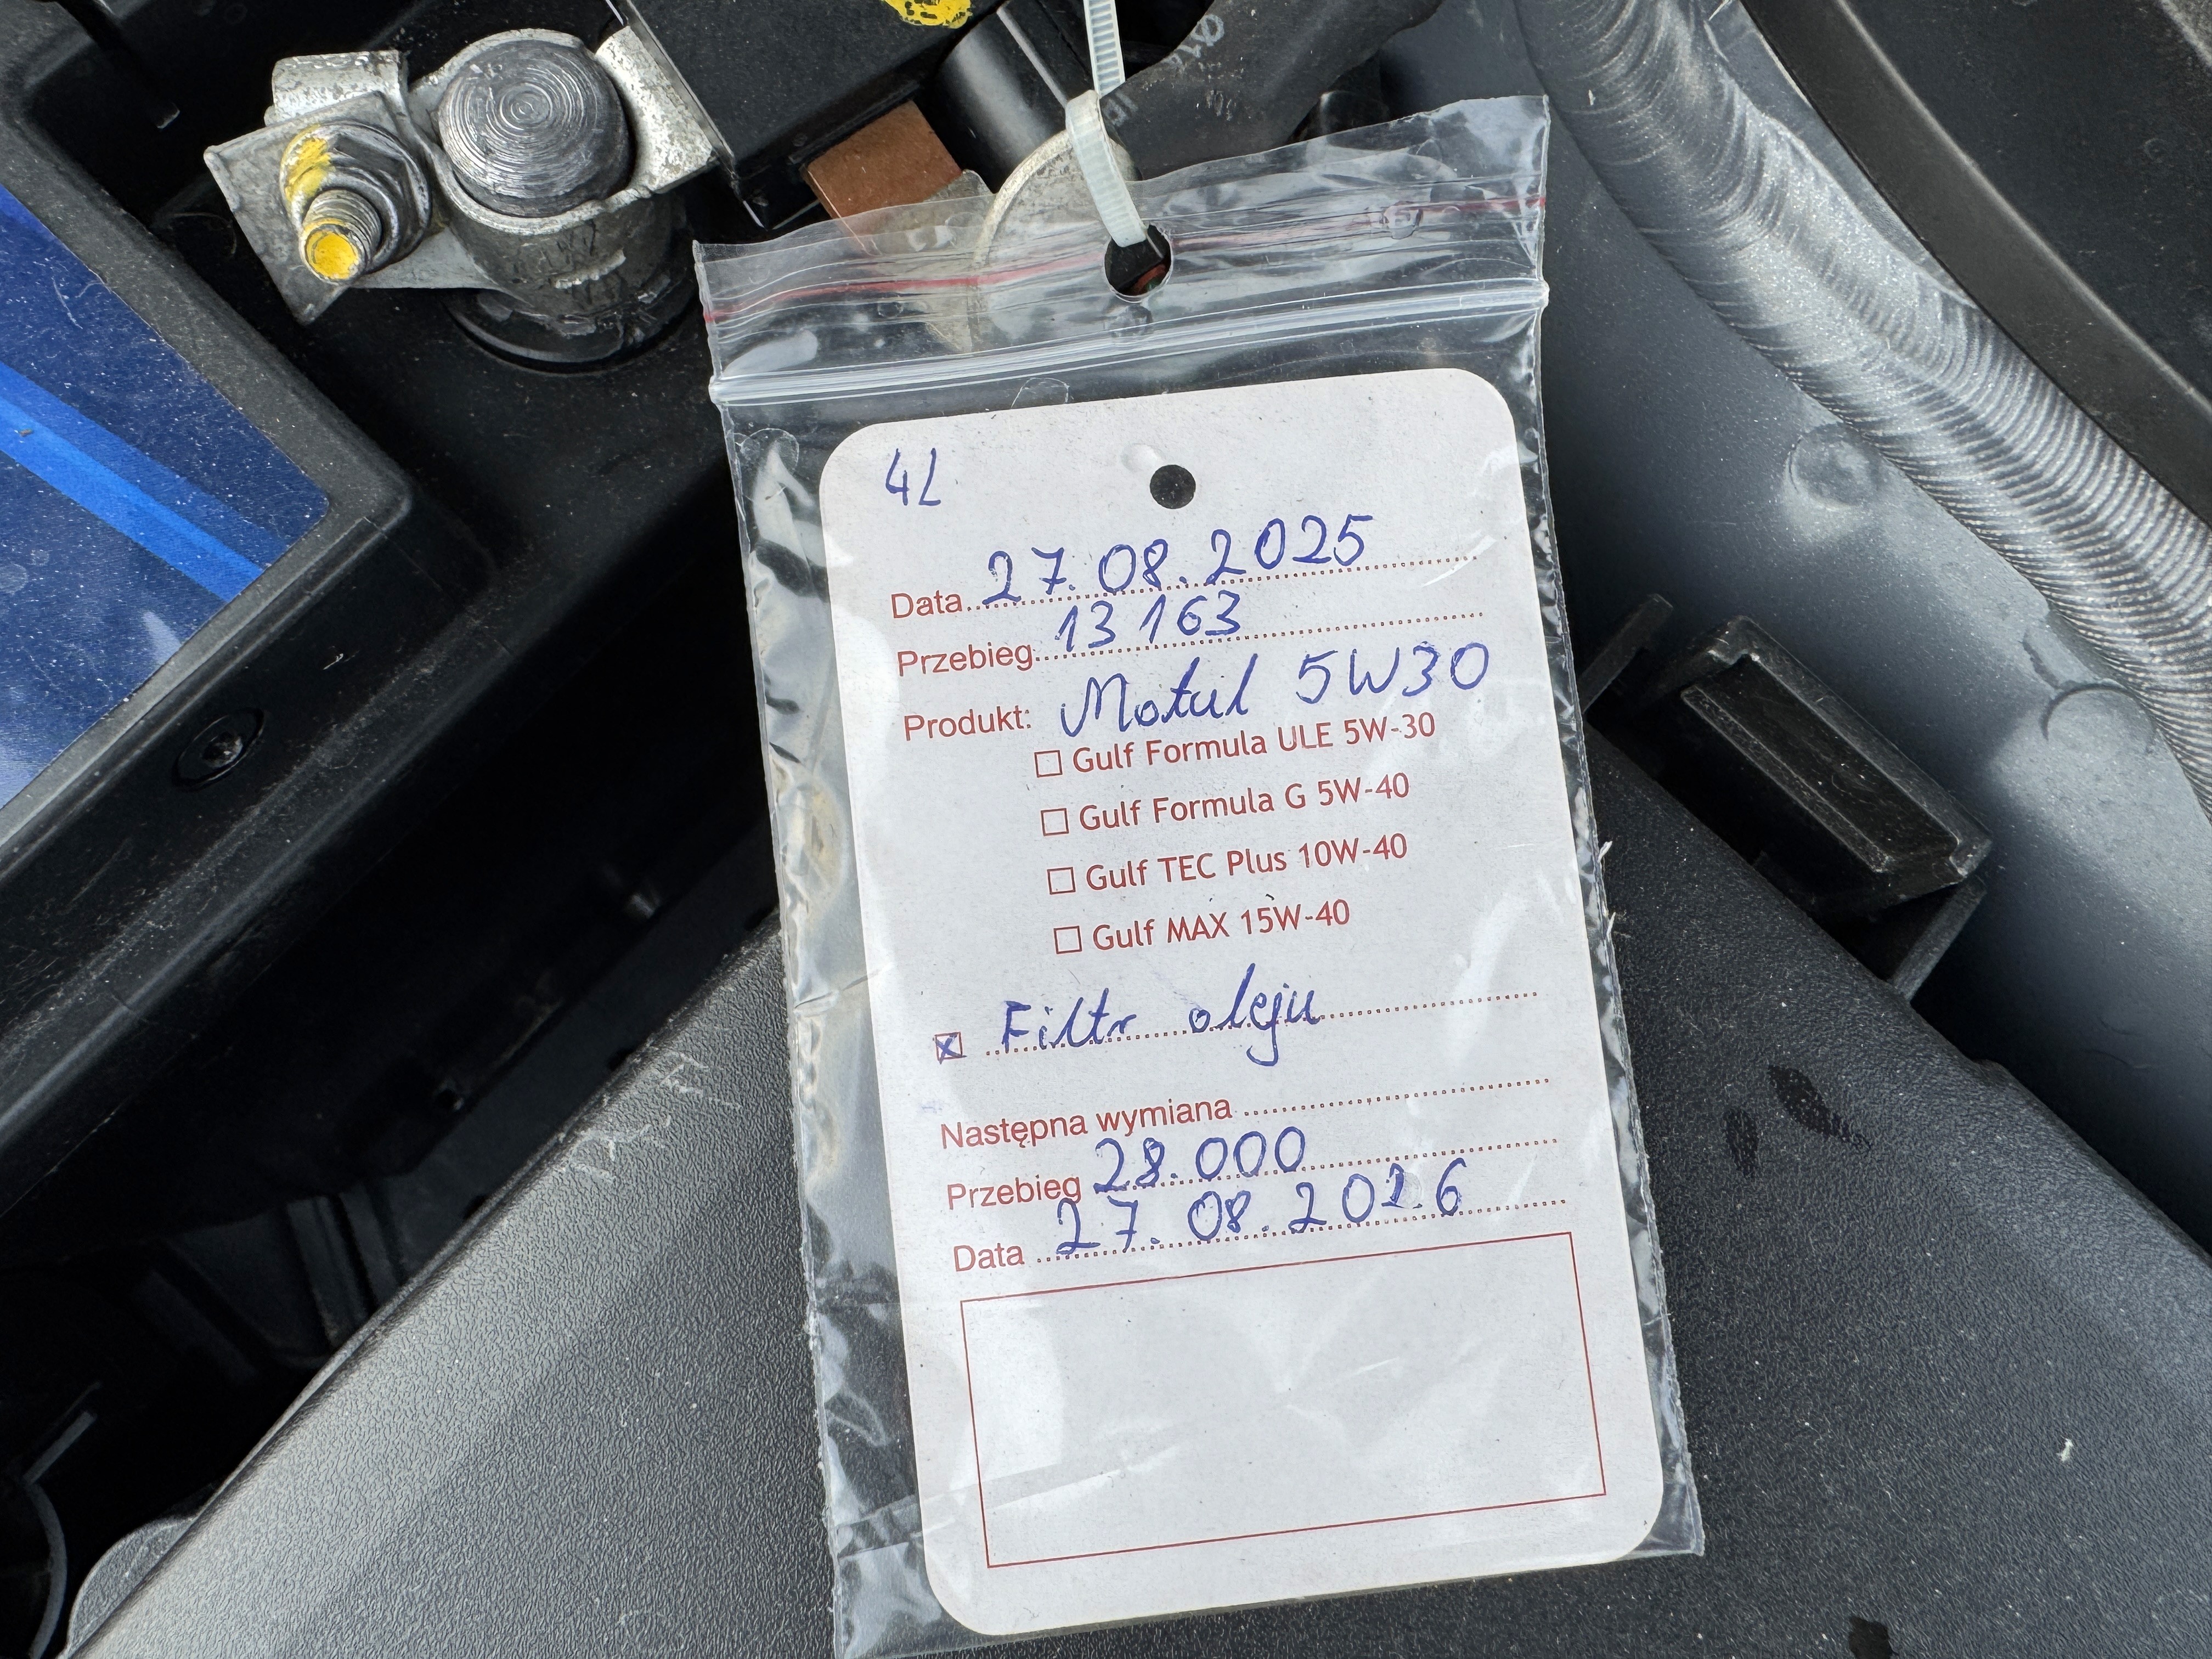 4L
Data 27.08.2025
Przebieg 13 163
Produkt: Motul 5W30
Gulf Formula ULE 5W-30
Gulf Formula G 5W-40
Gulf TEC Plus 10W-40
Gulf MAX 15W-40
x Filtr oleju
Następna wymiana
Przebieg 28.000
Data 27.08.2026